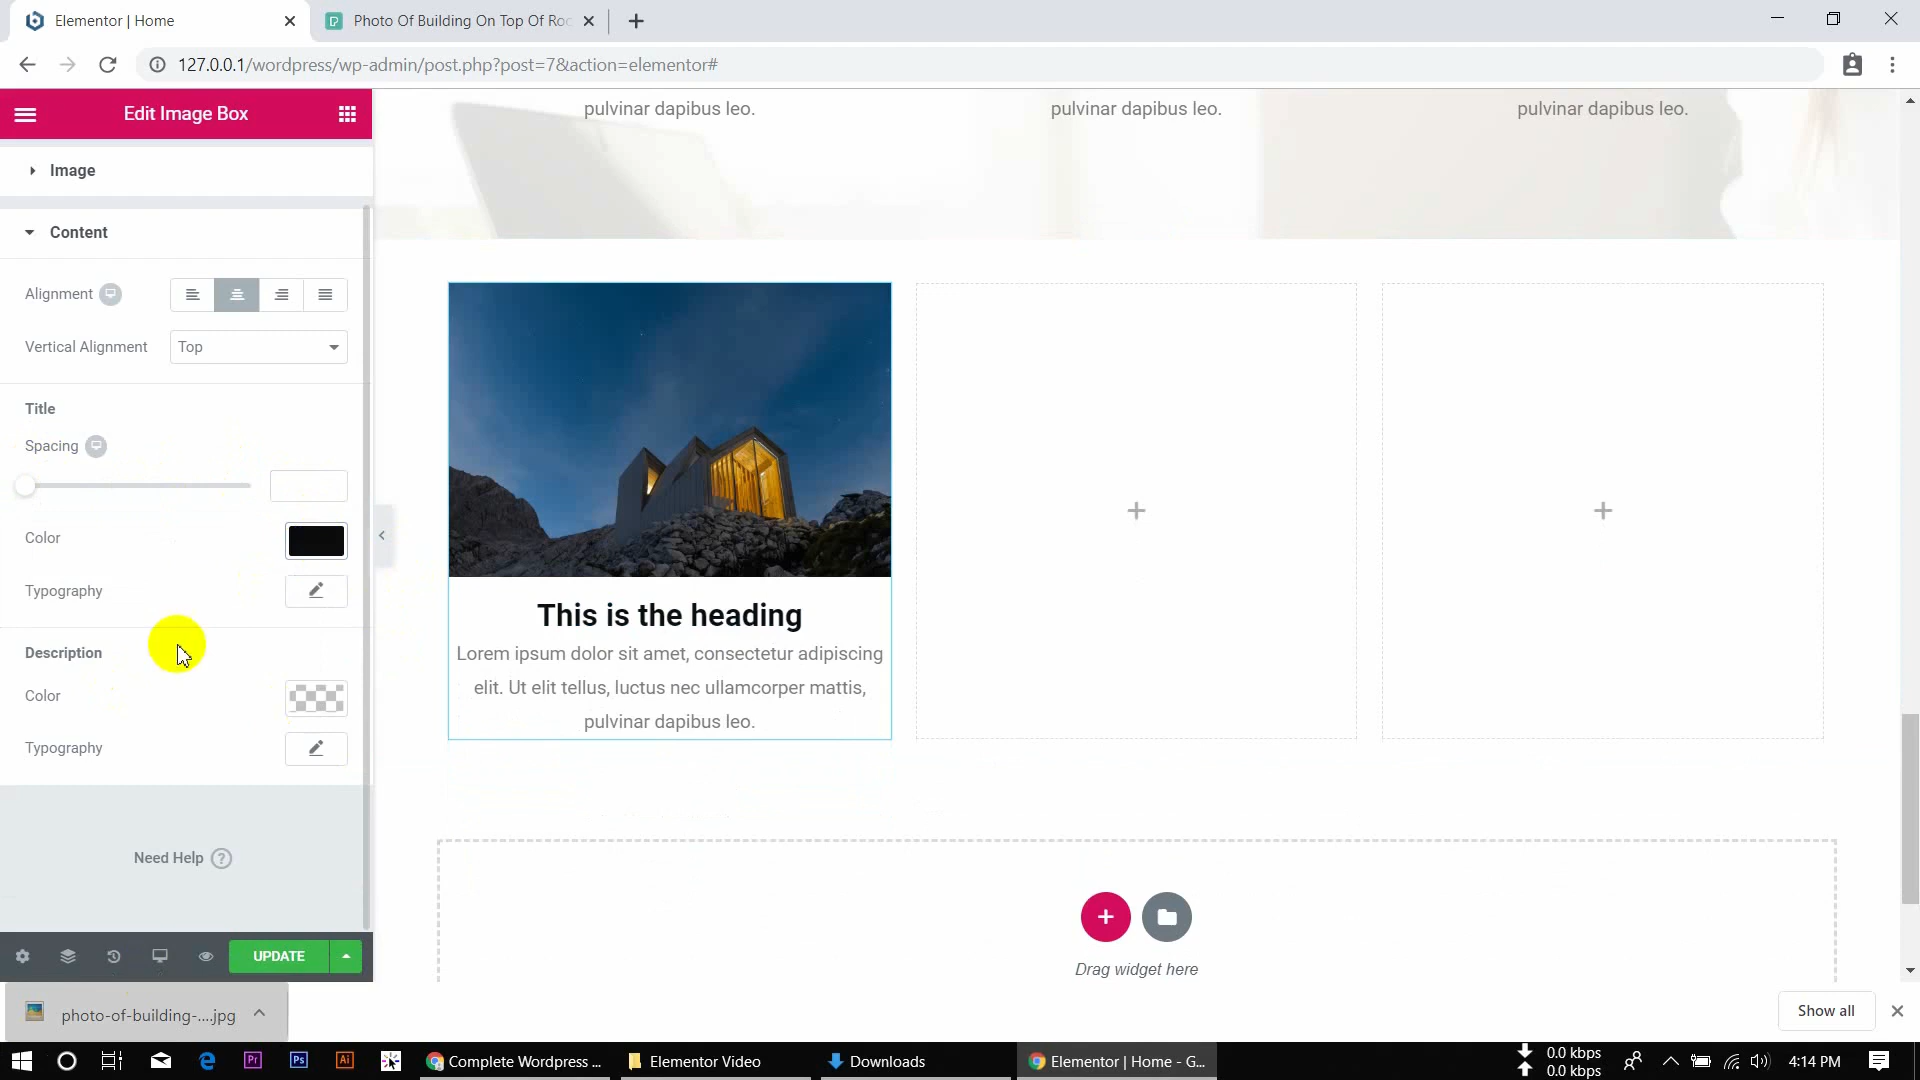 Elementor | Home
Photo Of Building On Top Of Roc
127.0.0.1/wordpress/wp-admin/post.php?post=7&action=elementor#
Edit Image Box
Image
Content
Alignment
Vertical Alignment
Top
Title
Spacing
Color
Typography
Description
Color
Typography
Need Help ?
UPDATE
pulvinar dapibus leo.
pulvinar dapibus leo.
pulvinar dapibus leo.
This is the heading
Lorem ipsum dolor sit amet, consectetur adipiscing
elit. Ut elit tellus, luctus nec ullamcorper mattis,
pulvinar dapibus leo.
Drag widget here
photo-of-building-....jpg
Show all
Pr
Ps
Ai
Complete Wordpress ...
Elementor Video
Downloads
Elementor | Home - G...
0.0 kbps
0.0 kbps
4:14 PM